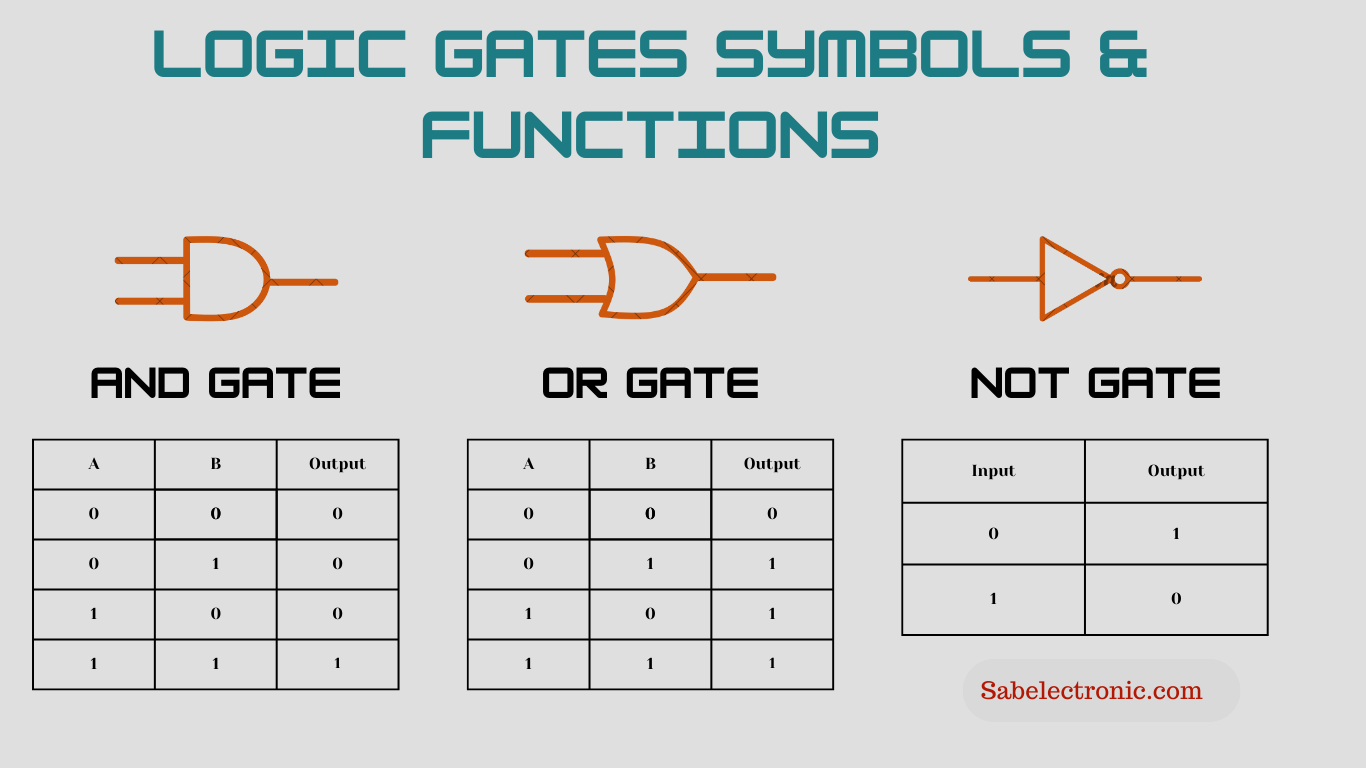 LOGIC GATES SYMBOLS &
FUNCTIONS
AND GATE
A B Output
0 0 0
0 1 0
1 0 0
1 1 1
OR GATE
A B Output
0 0 0
0 1 1
1 0 1
1 1 1
NOT GATE
Input Output
0 1
1 0
Sabelectronic.com